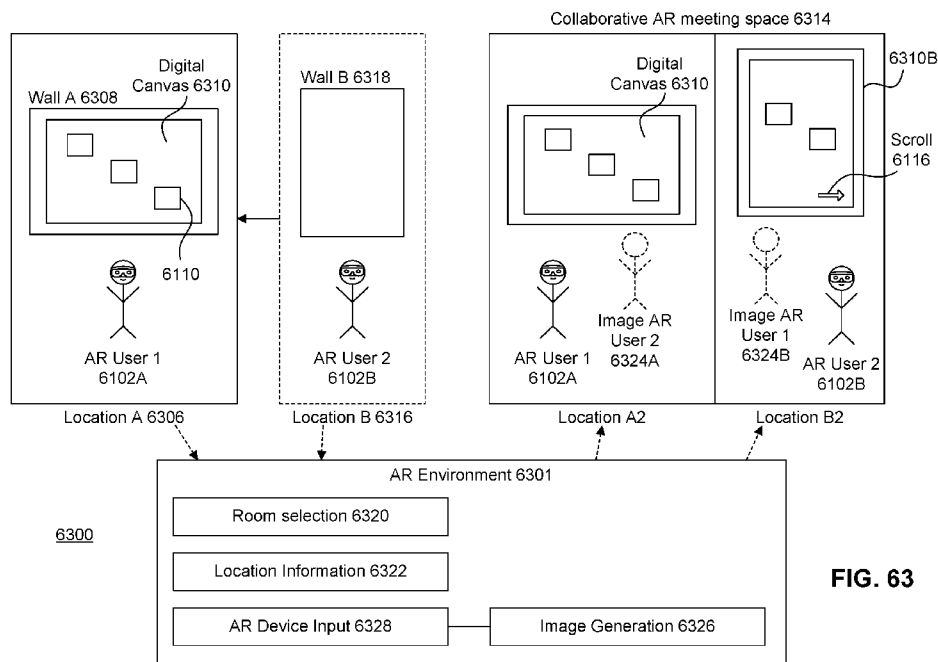 Collaborative AR meeting space 6314
Digital
Canvas 6310
Wall A 6308
6110
AR User 1
6102A
Location A 6306
Wall B 6318
AR User 2
6102B
Location B 6316
Digital
Canvas 6310
AR User 1
6102A
Image AR
User 2
6324A
Location A2
6310B
Scroll
6116
Image AR
User 1
6324B
AR User 2
6102B
Location B2
AR Environment 6301
Room selection 6320
Location Information 6322
AR Device Input 6328
Image Generation 6326
6300
FIG. 63